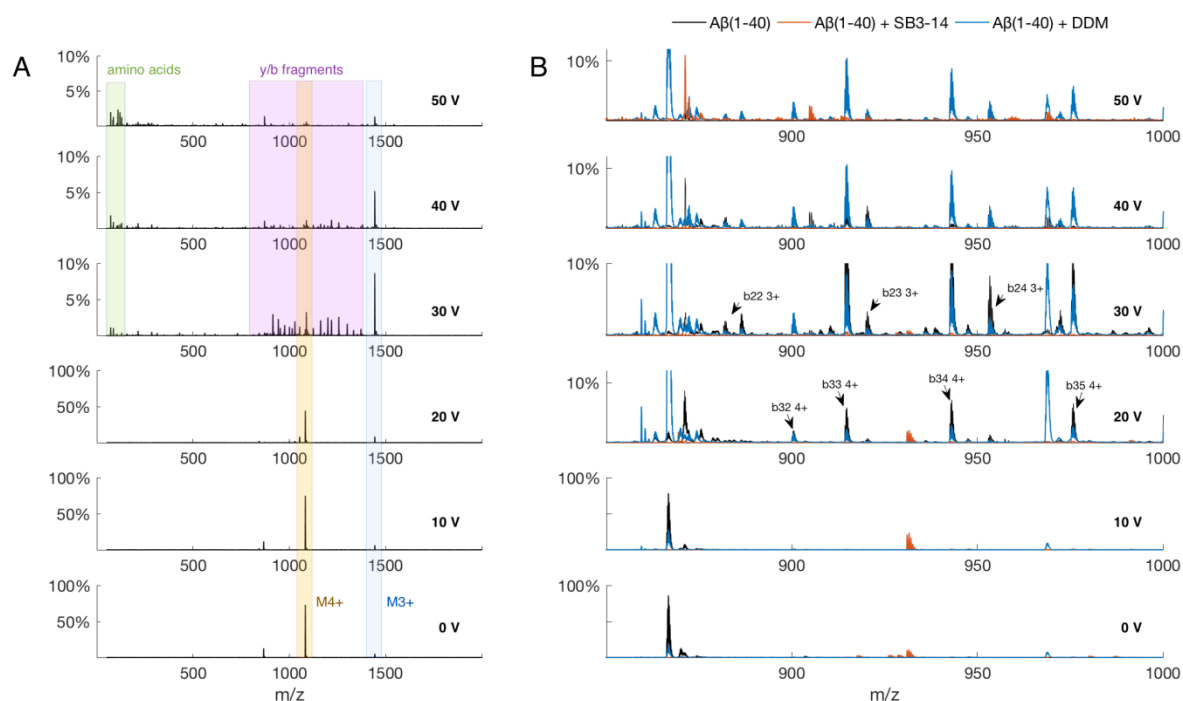 Aβ(1-40) Aβ(1-40) + SB3-14 Aβ(1-40) + DDM
A
amino acids
y/b fragments
10%
5%
50 V
500 1000 1500
10%
5%
40 V
500 1000 1500
10%
5%
30 V
500 1000 1500
100%
50%
20 V
500 1000 1500
100%
50%
10 V
500 1000 1500
100%
50%
M4+ M3+
0 V
500 1000 1500
m/z
B
10%
50 V
900 950 1000
10%
40 V
900 950 1000
10%
b22 3+ b23 3+ b24 3+
30 V
900 950 1000
10%
b32 4+ b33 4+ b34 4+ b35 4+
20 V
900 950 1000
10 V
900 950 1000
100%
0 V
900 950 1000
m/z